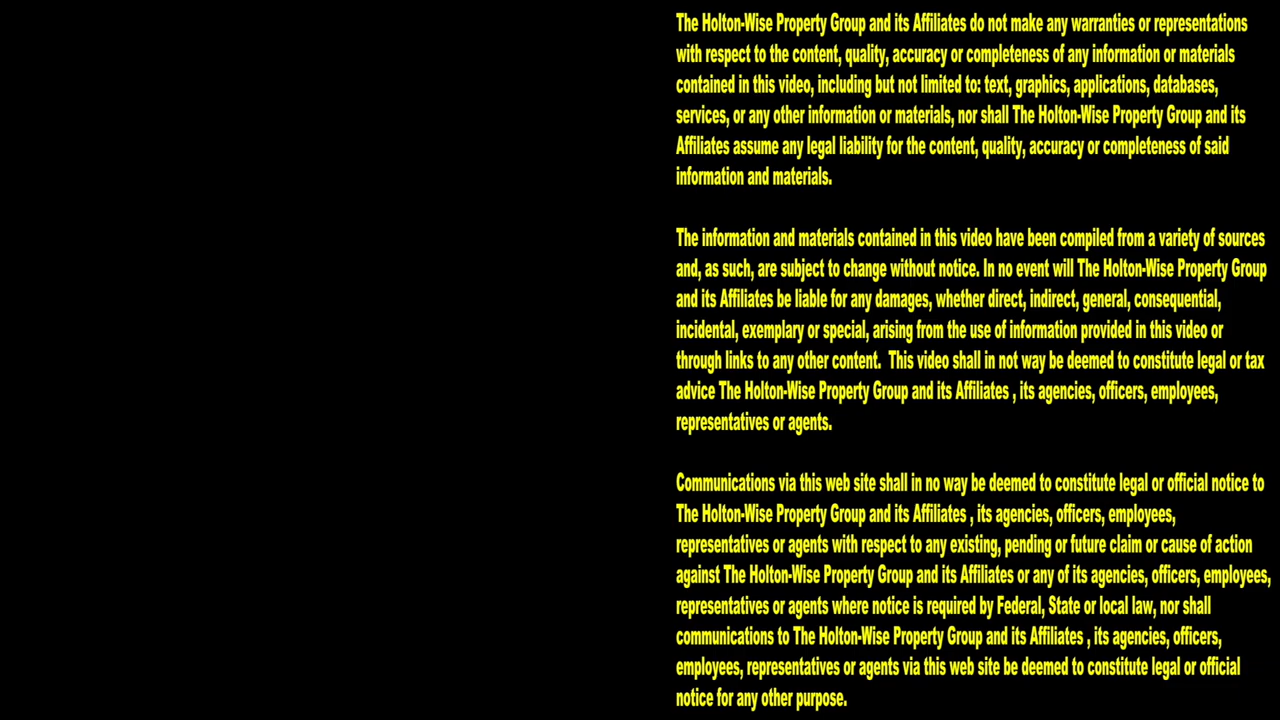 The Holton-Wise Property Group and its Affiliates do not make any warranties or representations
with respect to the content, quality, accuracy or completeness of any information or materials
contained in this video, including but not limited to: text, graphics, applications, databases,
services, or any other information or materials, nor shall The Holton-Wise Property Group and its
Affiliates assume any legal liability for the content, quality, accuracy or completeness of said
information and materials.
The information and materials contained in this video have been compiled from a variety of sources
and, as such, are subject to change without notice. In no event will The Holton-Wise Property Group
and its Affiliates be liable for any damages, whether direct, indirect, general, consequential,
incidental, exemplary or special, arising from the use of information provided in this video or
through links to any other content.  This video shall in not way be deemed to constitute legal or tax
advice The Holton-Wise Property Group and its Affiliates , its agencies, officers, employees,
representatives or agents.
Communications via this web site shall in no way be deemed to constitute legal or official notice to
The Holton-Wise Property Group and its Affiliates , its agencies, officers, employees,
representatives or agents with respect to any existing, pending or future claim or cause of action
against The Holton-Wise Property Group and its Affiliates or any of its agencies, officers, employees,
representatives or agents where notice is required by Federal, State or local law, nor shall
communications to The Holton-Wise Property Group and its Affiliates , its agencies, officers,
employees, representatives or agents via this web site be deemed to constitute legal or official
notice for any other purpose.